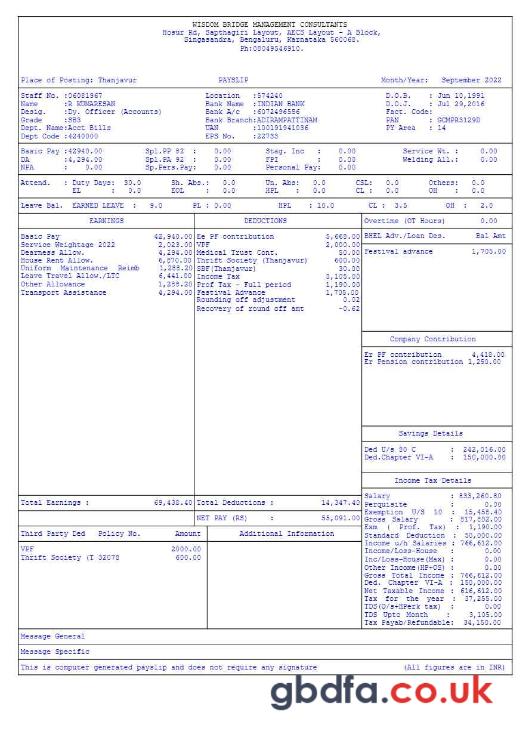 WISDOM BRIDGE MANAGEMENT CONSULTANTS
Hosur Rd, Sapthagiri Layout, AECS Layout - A Block,
Singasandra, Bengaluru, Karnataka 560068.
Ph:08049546910.
Place of Posting: Thanjavur PAYSLIP Month/Year: September 2022
Staff No. :06081967 Location :574240 D.O.B. : Jun 10,1991
Name :R KUMARESAN Bank Name :INDIAN BANK D.O.J. : Jul 29,2016
Desig. :Dy. Officer (Accounts) Bank A/c :6072496556 Fact. Code:
Grade :SB3 Bank Branch:ADIRAMPATTINAM PAN : GCMPR3129D
Dept. Name:Acct Bills UAN :100191941036 PY Area : 14
Dept Code :4240000 EPS No. :22733
Basic Pay :42940.00 Spl.PP 82 : 0.00 Stag. Inc : 0.00 Service Wt. : 0.00
DA :4,294.00 Spl.PA 92 : 0.00 FPI : 0.00 Welding All.: 0.00
NPA : 0.00 Sp.Pers.Pay: 0.00 Personal Pay: 0.00
Attend. : Duty Days: 30.0 Sh. Abs.: 0.0 Un. Abs: 0.0 CSL: 0.0 Others: 0.0
EL : 0.0 EOL : 0.0 HPL : 0.0 CL : 0.0 OH : 0.0
Leave Bal. EARNED LEAVE : 9.0 PL : 0.00 HPL : 10.0 CL : 3.5 OH : 2.0
EARNINGS DEDUCTIONS Overtime (OT Hours) 0.00
Basic Pay 42,940.00 Ee PF contribution 5,668.00 BHEL Adv./Loan Des. Bal Amt
Service Weightage 2022 2,023.00 VPF 2,000.00
Dearness Allow. 4,294.00 Medical Trust Cont. 50.00 Festival advance 1,705.00
House Rent Allow. 6,870.00 Thrift Society (Thanjavur) 600.00
Uniform Maintenance Reimb 1,288.20 SBF(Thanjavur) 30.00
Leave Travel Allow./LTC 6,441.00 Income Tax 3,105.00
Other Allowance 1,288.20 Prof Tax - Full period 1,190.00
Transport Assistance 4,294.00 Festival Advance 1,705.00
Rounding off adjustment 0.02
Recovery of round off amt -0.62
Company Contribution
Er PF contribution 4,418.00
Er Pension contribution 1,250.00
Savings Details
Ded U/s 80 C : 242,016.00
Ded.Chapter VI-A : 150,000.00
Income Tax Details
Total Earnings : 69,438.40 Total Deductions : 14,347.40
NET PAY (RS) : 55,091.00
Third Party Ded Policy No. Amount Additional Information
VPF 2000.00
Thrift Society (T 32078 600.00
Salary : 833,260.80
Perquisite : 0.00
Exemption U/S 10 : 15,458.40
Gross Salary : 817,802.00
Exm ( Prof. Tax) : 1,190.00
Standard Deduction : 50,000.00
Income u/h Salaries : 766,612.00
Income/Loss-House : 0.00
Inc/Loss-House(Max) : 0.00
Other Income(HP-OS) : 0.00
Gross Total Income : 766,612.00
Ded. Chapter VI-A : 150,000.00
Net Taxable Income : 616,612.00
Tax for the year : 37,255.00
TDS(O/s+HPerk tax) : 0.00
TDS Upto Month : 3,105.00
Tax Payab/Refundable: 34,150.00
Message General
Message Specific
This is computer generated payslip and does not require any signature (All figures are in INR)
gbdfa.co.uk